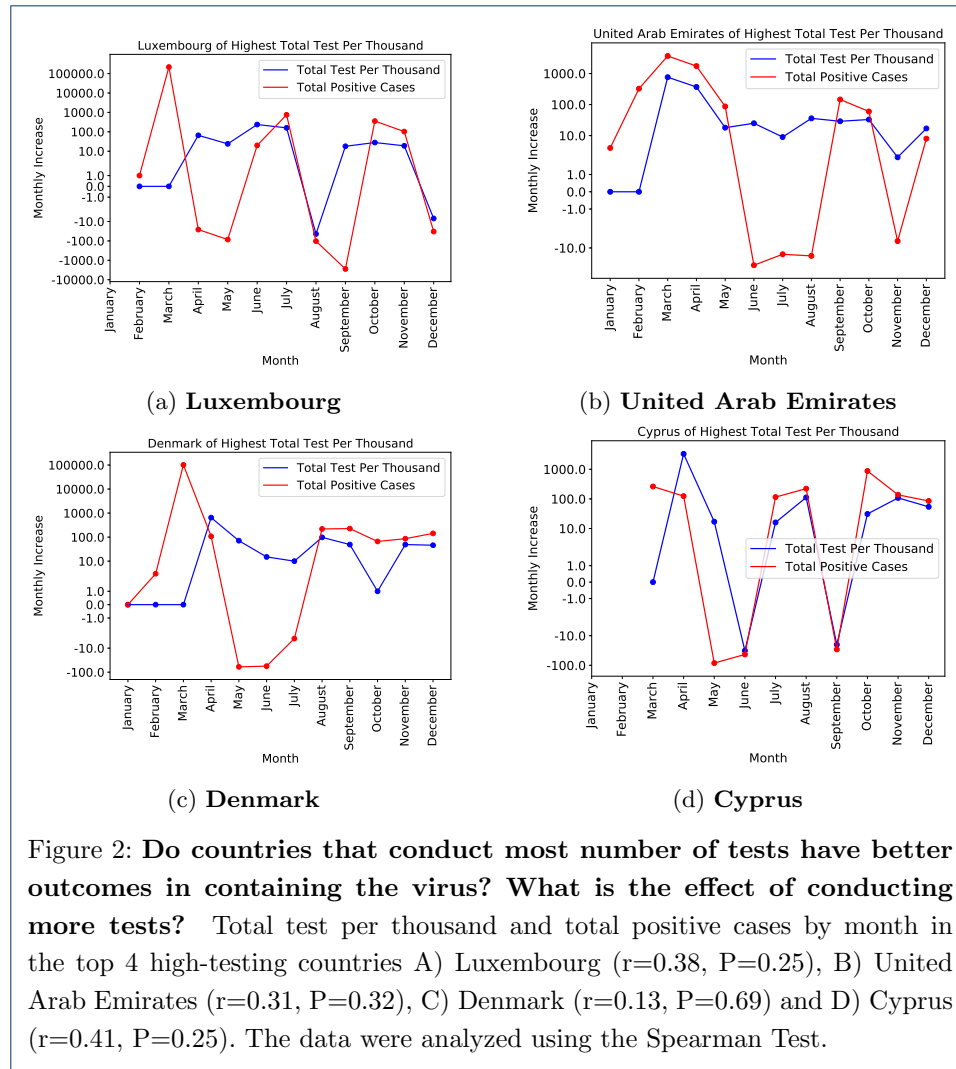 Luxembourg of Highest Total Test Per Thousand
Total Test Per Thousand
Total Positive Cases
100000.0
10000.0
1000.0
100.0
10.0
1.0
0.0
-1.0
-10.0
-100.0
-1000.0
-10000.0
Monthly Increase
January
February
March
April
May
June
July
August
September
October
November
December
Month
(a) Luxembourg
United Arab Emirates of Highest Total Test Per Thousand
Total Test Per Thousand
Total Positive Cases
1000.0
100.0
10.0
1.0
0.0
-1.0
-10.0
Monthly Increase
January
February
March
April
May
June
July
August
September
October
November
December
Month
(b) United Arab Emirates
Denmark of Highest Total Test Per Thousand
Total Test Per Thousand
Total Positive Cases
100000.0
10000.0
1000.0
100.0
10.0
1.0
0.0
-1.0
-10.0
-100.0
Monthly Increase
January
February
March
April
May
June
July
August
September
October
November
December
Month
(c) Denmark
Cyprus of Highest Total Test Per Thousand
1000.0
100.0
10.0
1.0
0.0
-1.0
-10.0
-100.0
Monthly Increase
Total Test Per Thousand
Total Positive Cases
January
February
March
April
May
June
July
August
September
October
November
December
Month
(d) Cyprus
Figure 2: Do countries that conduct most number of tests have better
outcomes in containing the virus? What is the effect of conducting
more tests? Total test per thousand and total positive cases by month in
the top 4 high-testing countries A) Luxembourg (r=0.38, P=0.25), B) United
Arab Emirates (r=0.31, P=0.32), C) Denmark (r=0.13, P=0.69) and D) Cyprus
(r=0.41, P=0.25). The data were analyzed using the Spearman Test.